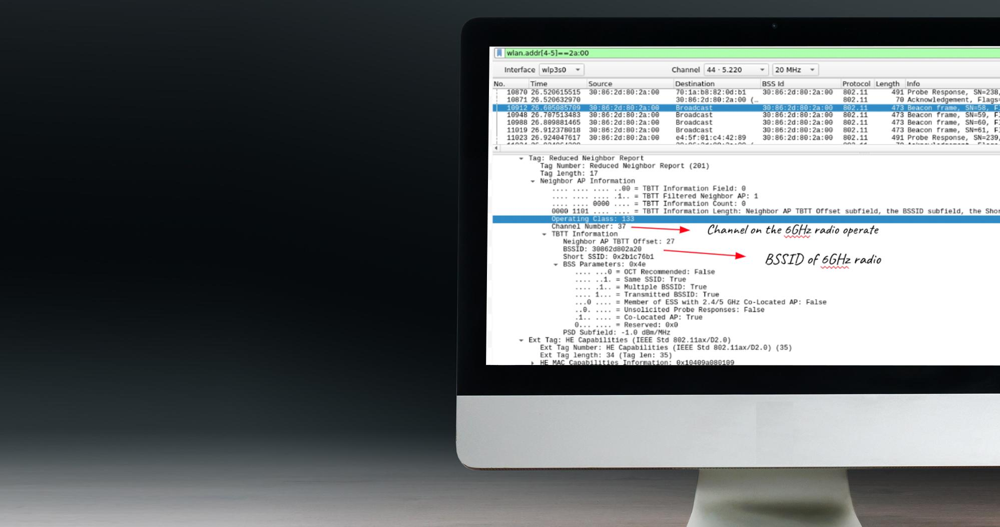 wlan.addr[4-5]==2a:00
Interface wlp3s0 Channel 44 · 5.220 20 MHz
No. Time Source Destination BSS Id Protocol Length Info
10870 26.520615515 30:86:2d:80:2a:00 70:1a:b8:82:0d:b1 30:86:2d:80:2a:00 802.11 491 Probe Response, SN=238,
10871 26.520632970 30:86:2d:80:2a:00 (… 802.11 70 Acknowledgement, Flags=
10912 26.605085709 30:86:2d:80:2a:00 Broadcast 30:86:2d:80:2a:00 802.11 473 Beacon frame, SN=58, F
10948 26.707513483 30:86:2d:80:2a:00 Broadcast 30:86:2d:80:2a:00 802.11 473 Beacon frame, SN=59, F
10988 26.809881465 30:86:2d:80:2a:00 Broadcast 30:86:2d:80:2a:00 802.11 473 Beacon frame, SN=60, F
11019 26.912378018 30:86:2d:80:2a:00 Broadcast 30:86:2d:80:2a:00 802.11 473 Beacon frame, SN=61, F
11023 26.924047617 30:86:2d:80:2a:00 e4:5f:01:c4:42:89 30:86:2d:80:2a:00 802.11 491 Probe Response, SN=239,
Tag: Reduced Neighbor Report
Tag Number: Reduced Neighbor Report (201)
Tag length: 17
Neighbor AP Information
.... .... .... ..00 = TBTT Information Field: 0
.... .... .... .1.. = TBTT Filtered Neighbor AP: 1
.... .... 0000 .... = TBTT Information Count: 0
0000 1101 .... .... = TBTT Information Length: Neighbor AP TBTT Offset subfield, the BSSID subfield, the Shor
Operating Class: 133
Channel Number: 37
Channel on the 6GHz radio operate
TBTT Information
Neighbor AP TBTT Offset: 27
BSSID: 30862d802a20
Short SSID: 0x2b1c76b1
BSSID of 6GHz radio
BSS Parameters: 0x4e
.... ...0 = OCT Recommended: False
.... ..1. = Same SSID: True
.... .1.. = Multiple BSSID: True
.... 1... = Transmitted BSSID: True
...0 .... = Member of ESS with 2.4/5 GHz Co-Located AP: False
..0. .... = Unsolicited Probe Responses: False
.1.. .... = Co-Located AP: True
0... .... = Reserved: 0x0
PSD Subfield: -1.0 dBm/MHz
Ext Tag: HE Capabilities (IEEE Std 802.11ax/D2.0)
Ext Tag Number: HE Capabilities (IEEE Std 802.11ax/D2.0) (35)
Ext Tag length: 34 (Tag len: 35)
HE MAC Capabilities Information: 0x10409a080109